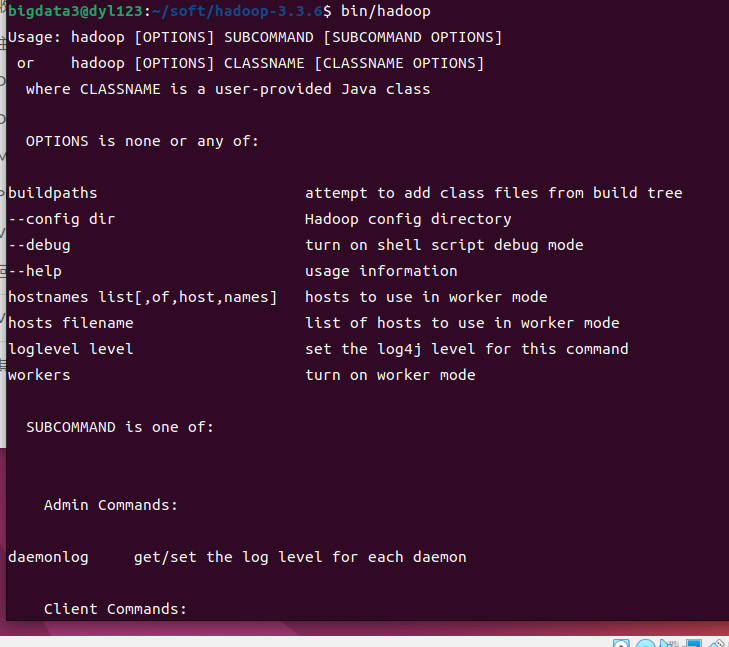 bigdata3@dyl123:~/soft/hadoop-3.3.6$ bin/hadoop
Usage: hadoop [OPTIONS] SUBCOMMAND [SUBCOMMAND OPTIONS]
 or    hadoop [OPTIONS] CLASSNAME [CLASSNAME OPTIONS]
  where CLASSNAME is a user-provided Java class

  OPTIONS is none or any of:

buildpaths                       attempt to add class files from build tree
--config dir                     Hadoop config directory
--debug                          turn on shell script debug mode
--help                           usage information
hostnames list[,of,host,names]   hosts to use in worker mode
hosts filename                   list of hosts to use in worker mode
loglevel level                   set the log4j level for this command
workers                          turn on worker mode

  SUBCOMMAND is one of:


    Admin Commands:

daemonlog     get/set the log level for each daemon

    Client Commands: